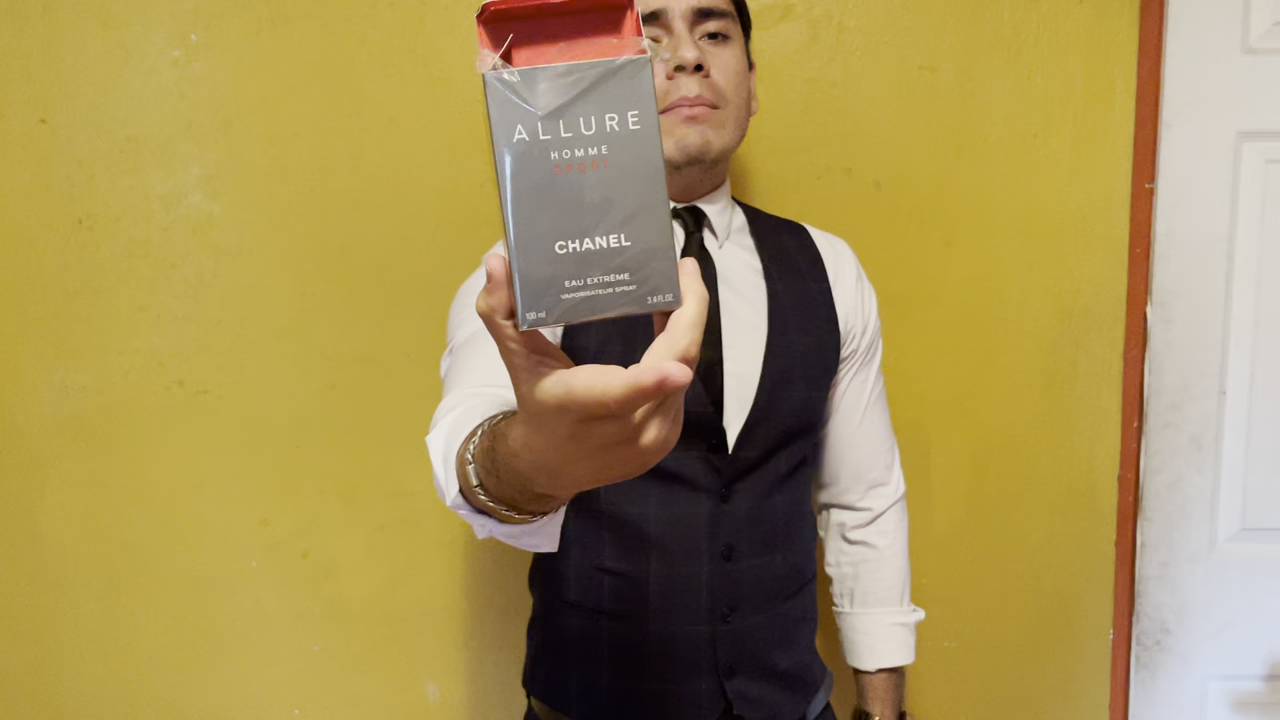 ALLURE
HOMME
SPORT
CHANEL
EAU EXTRÊME
VAPORISATEUR SPRAY
100 ml
3.4 FL.OZ.